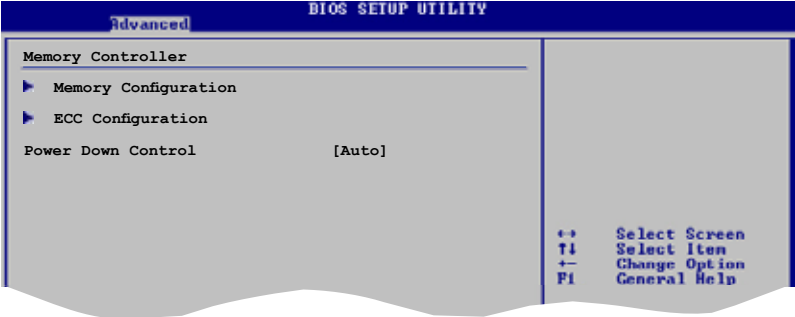 BIOS SETUP UTILITY
Advanced
Memory Controller
Memory Configuration
ECC Configuration
Power Down Control [Auto]
←→ Select Screen
↑↓ Select Item
+- Change Option
F1 General Help